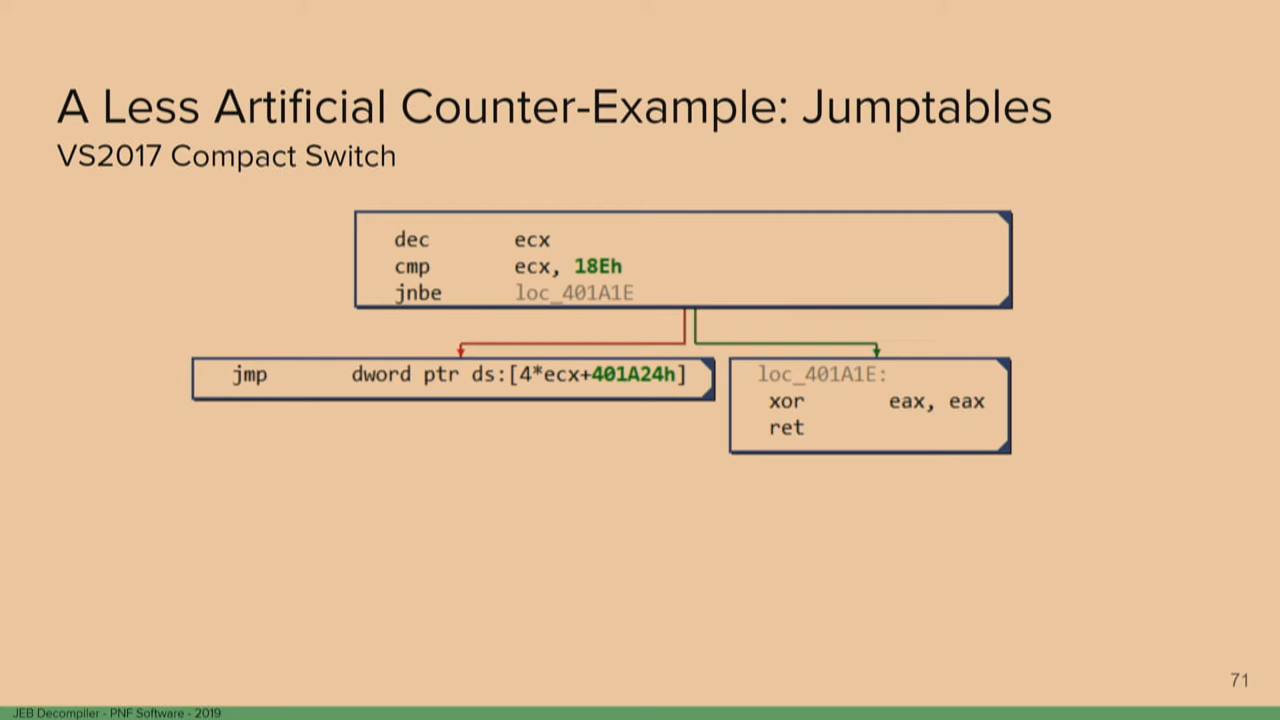 A Less Artificial Counter-Example: Jumptables
VS2017 Compact Switch
dec ecx
cmp ecx, 18Eh
jnbe loc_401A1E
jmp dword ptr ds:[4*ecx+401A24h]
loc_401A1E:
xor eax, eax
ret
71
JEB Decompiler - PNF Software - 2019